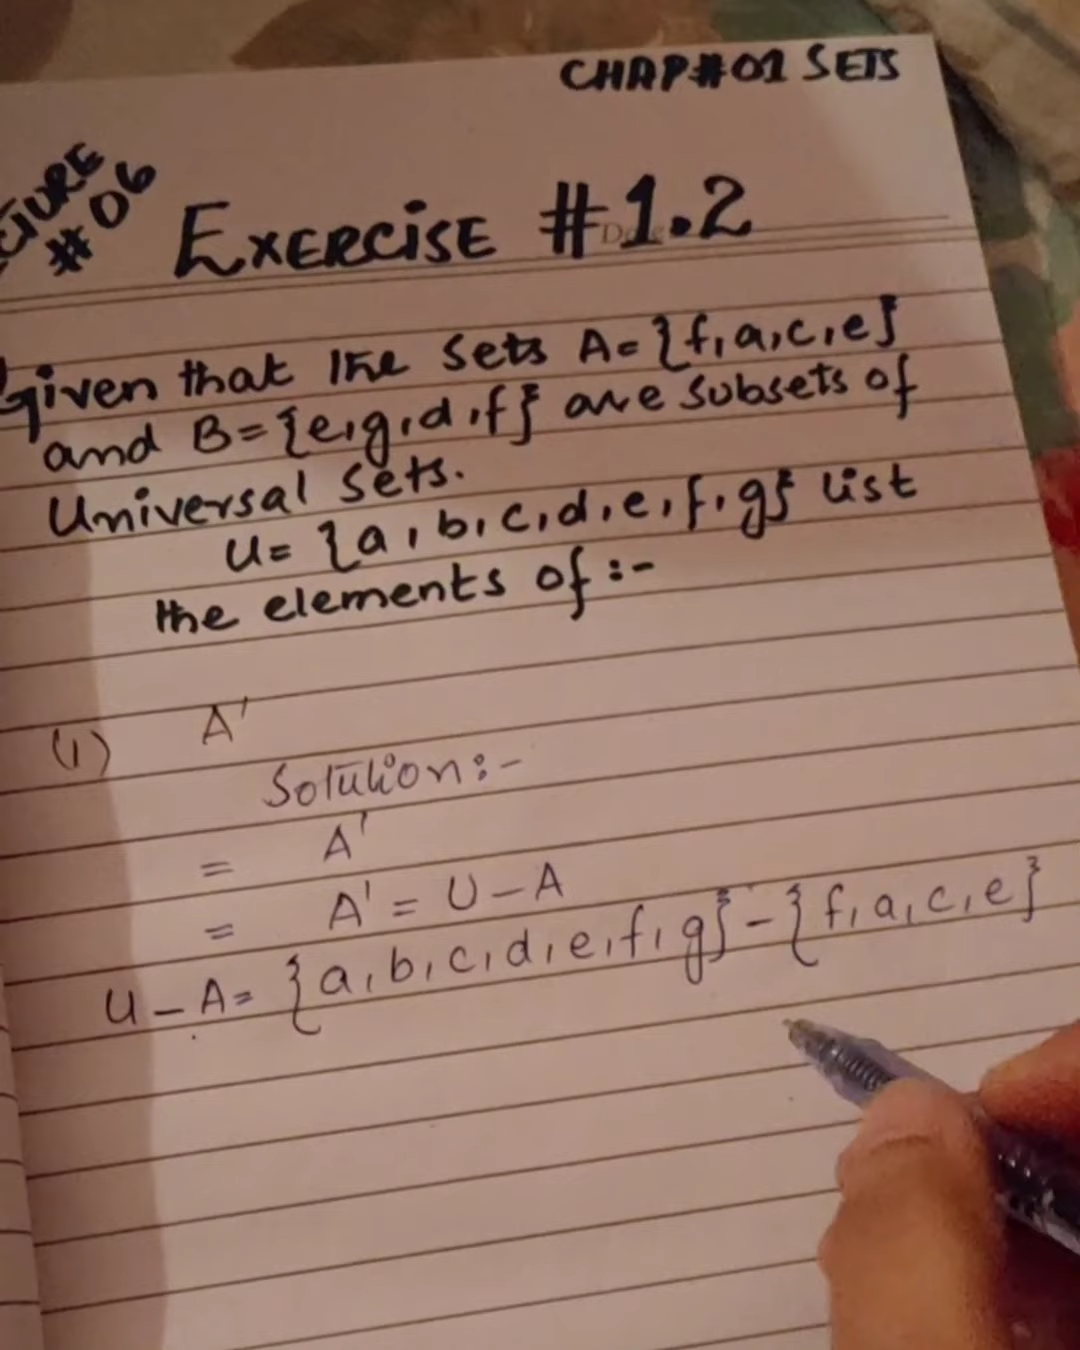 CHAP#01 SETS
#06
EXERCISE #1.2
Given that the sets A={f,a,c,e}
and B={e,g,d,f} are subsets of
Universal sets.
U= {a,b,c,d,e,f,g} list
the elements of :-
(1) A'
Solution:-
= A'
= A' = U-A
U-A= {a,b,c,d,e,f,g}-{f,a,c,e}